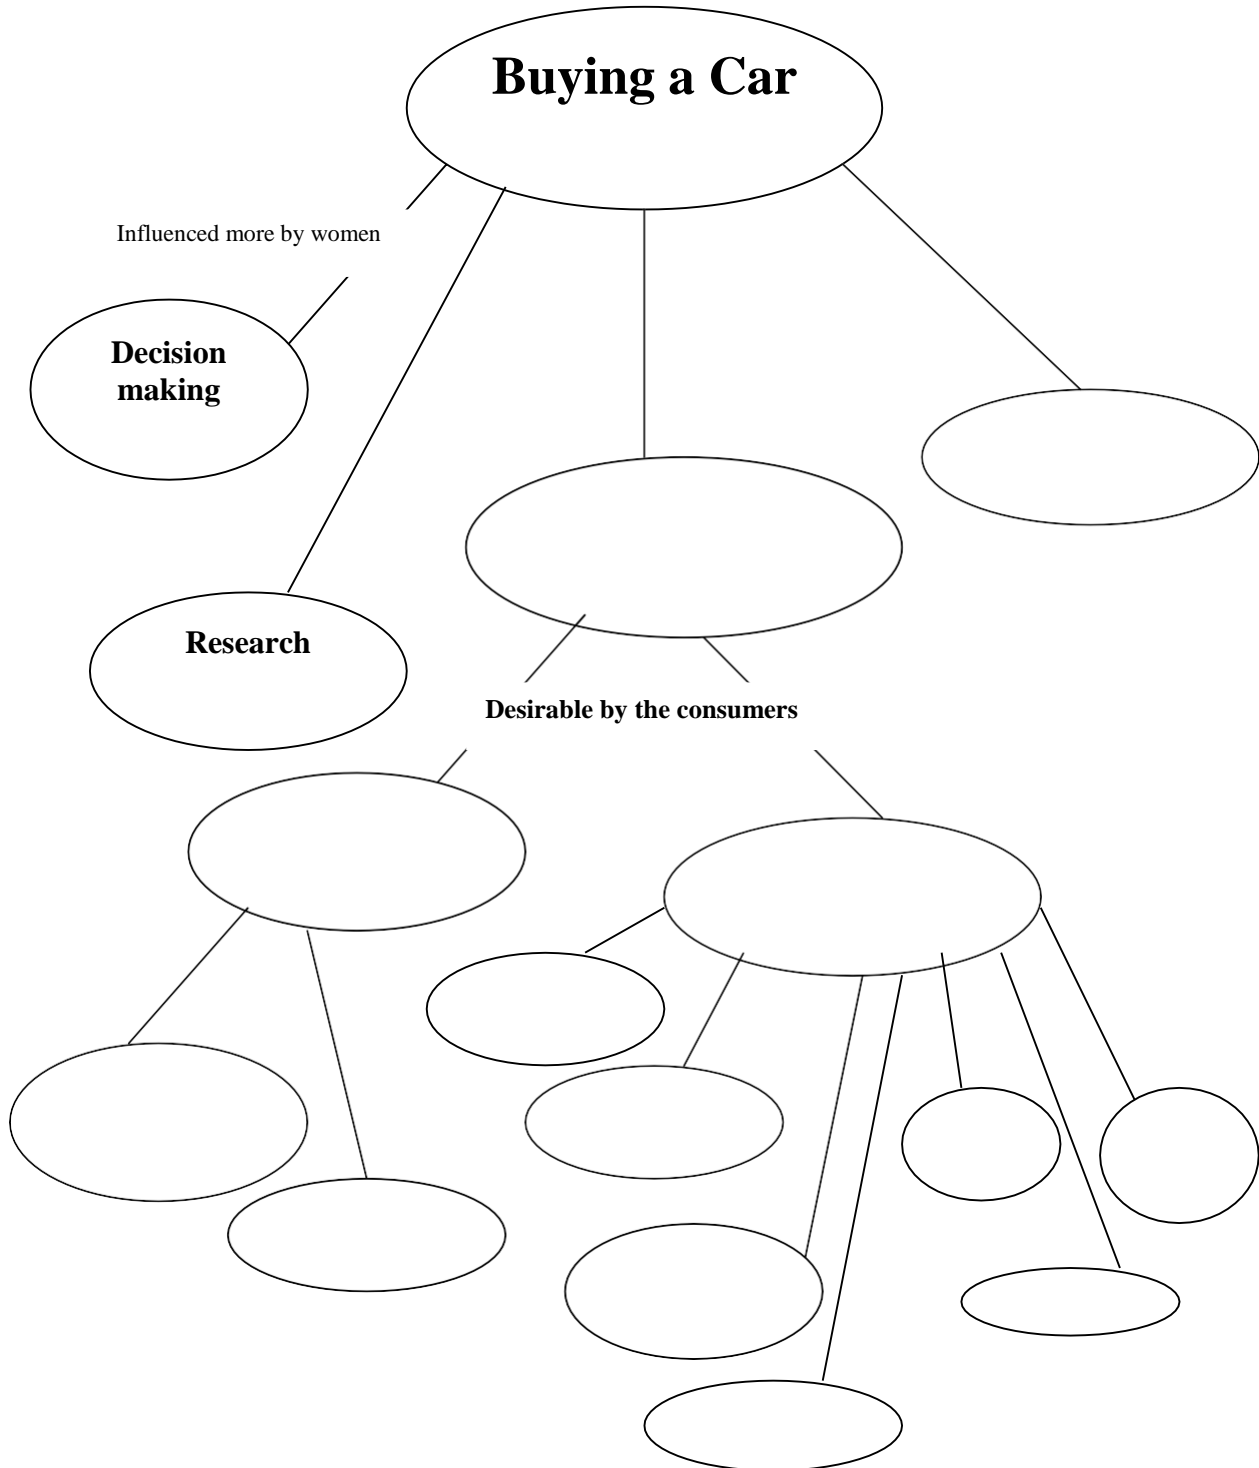 Buying a Car
Influenced more by women
Decision
making
Research
Desirable by the consumers